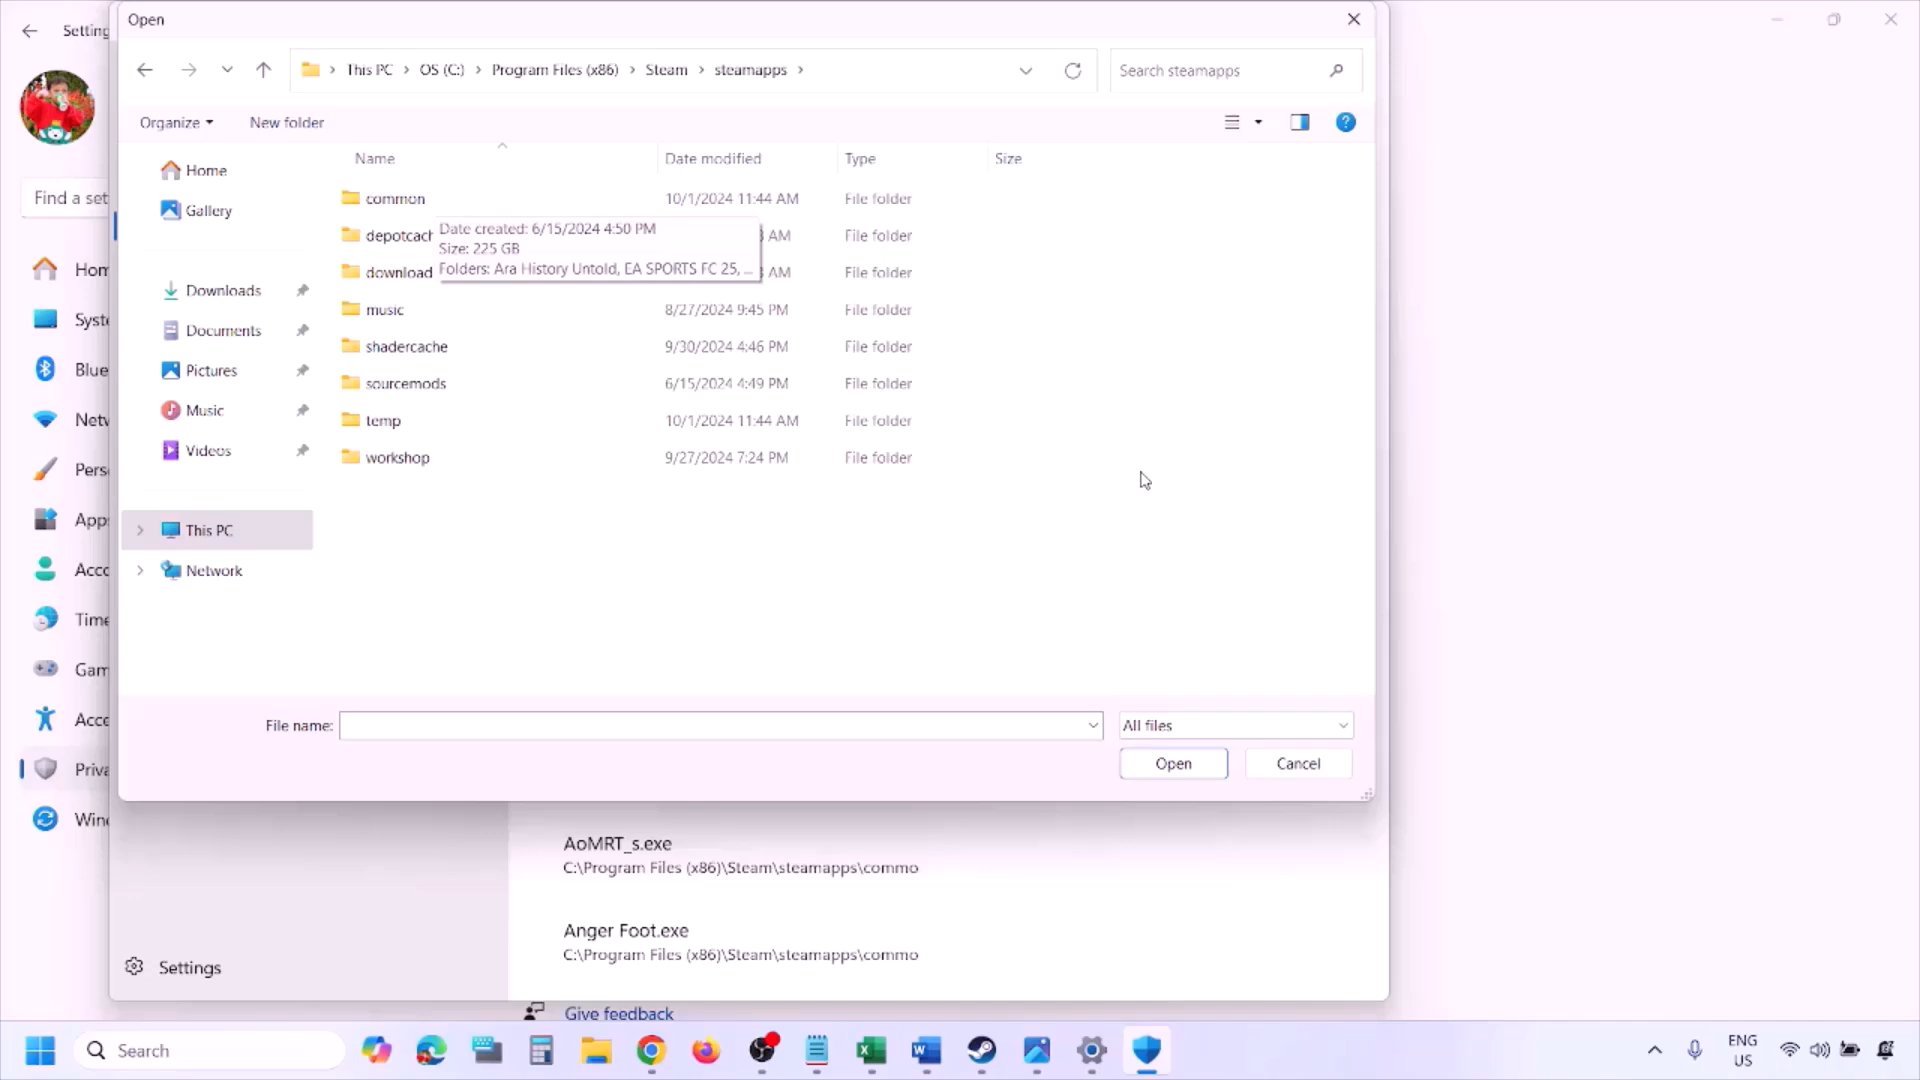 Open
Setting
This PC > OS (C:) > Program Files (x86) > Steam > steamapps >
Search steamapps
Organize
New folder
Name
Date modified
Type
Size
Home
Gallery
Downloads
Documents
Pictures
Music
Videos
This PC
Network
common 10/1/2024 11:44 AM File folder
depotcach AM File folder
download AM File folder
Date created: 6/15/2024 4:50 PM
Size: 225 GB
Folders: Ara History Untold, EA SPORTS FC 25, ...
music 8/27/2024 9:45 PM File folder
shadercache 9/30/2024 4:46 PM File folder
sourcemods 6/15/2024 4:49 PM File folder
temp 10/1/2024 11:44 AM File folder
workshop 9/27/2024 7:24 PM File folder
File name:
All files
Open
Cancel
Find a set
Hom
Syste
Blue
Netw
Pers
Apps
Acco
Time
Gam
Acce
Priva
Wind
AoMRT_s.exe
C:\Program Files (x86)\Steam\steamapps\commo
Anger Foot.exe
C:\Program Files (x86)\Steam\steamapps\commo
Settings
Give feedback
Search
ENG
US